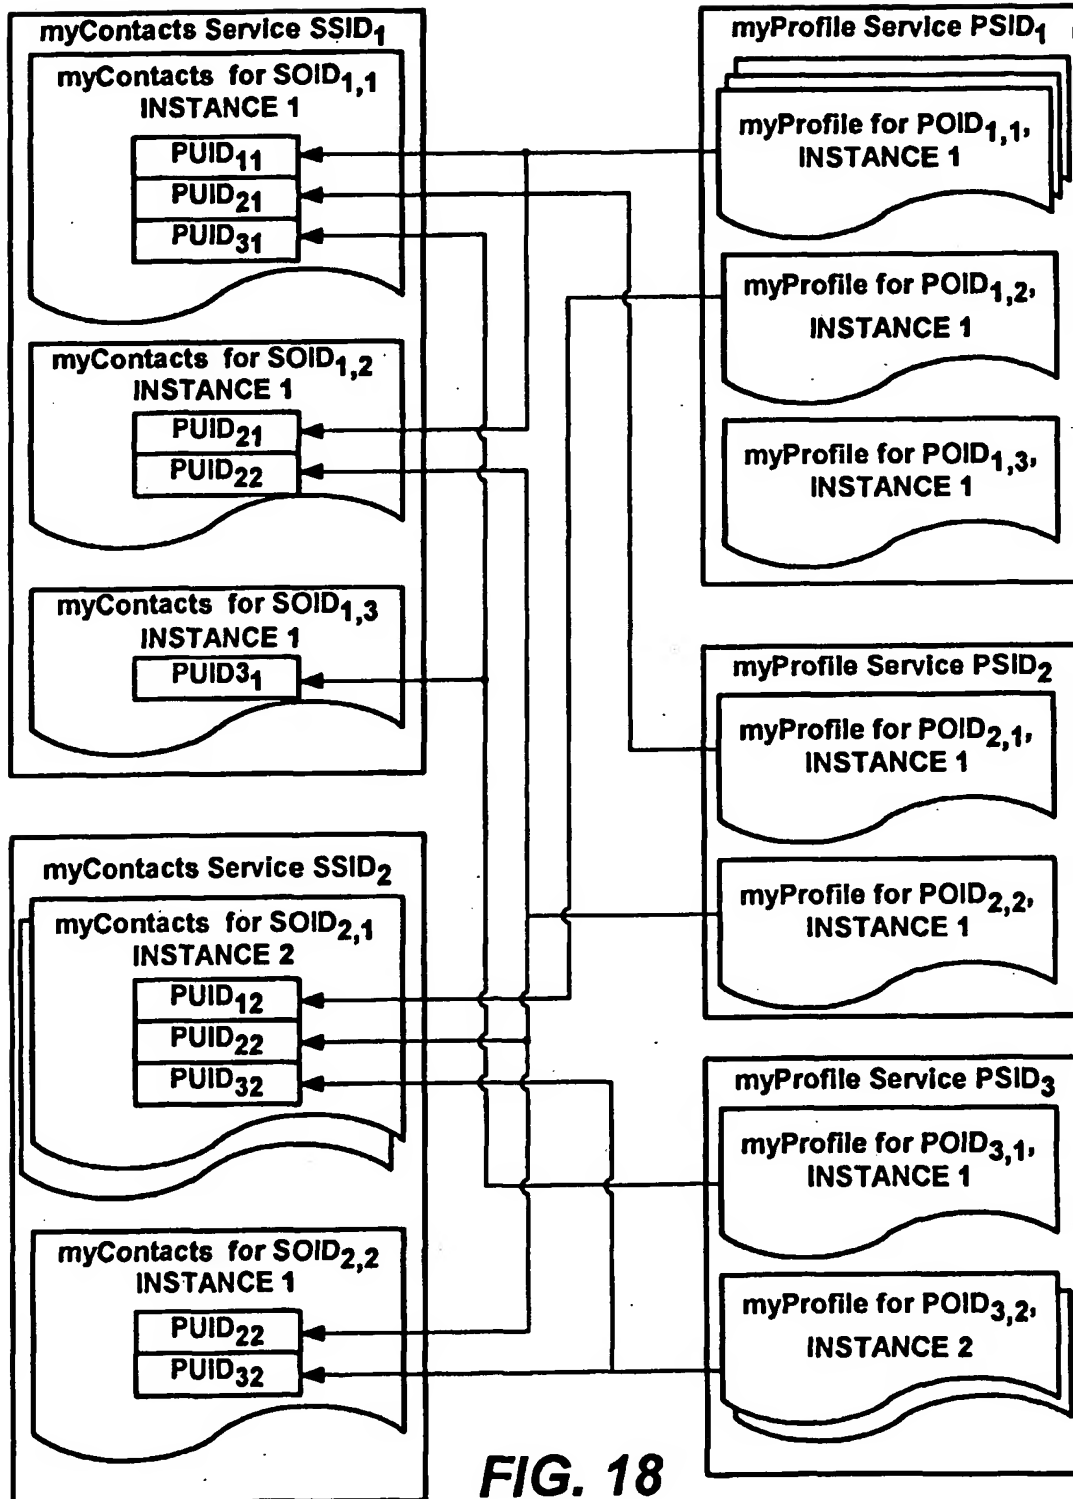 myContacts Service SSID1
myContacts for SOID1,1
INSTANCE 1
PUID11
PUID21
PUID31
myContacts for SOID1,2
INSTANCE 1
PUID21
PUID22
myContacts for SOID1,3
INSTANCE 1
PUID31
myContacts Service SSID2
myContacts for SOID2,1
INSTANCE 2
PUID12
PUID22
PUID32
myContacts for SOID2,2
INSTANCE 1
PUID22
PUID32
myProfile Service PSID1
myProfile for POID1,1,
INSTANCE 1
myProfile for POID1,2,
INSTANCE 1
myProfile for POID1,3,
INSTANCE 1
myProfile Service PSID2
myProfile for POID2,1,
INSTANCE 1
myProfile for POID2,2,
INSTANCE 1
myProfile Service PSID3
myProfile for POID3,1,
INSTANCE 1
myProfile for POID3,2,
INSTANCE 2
FIG. 18